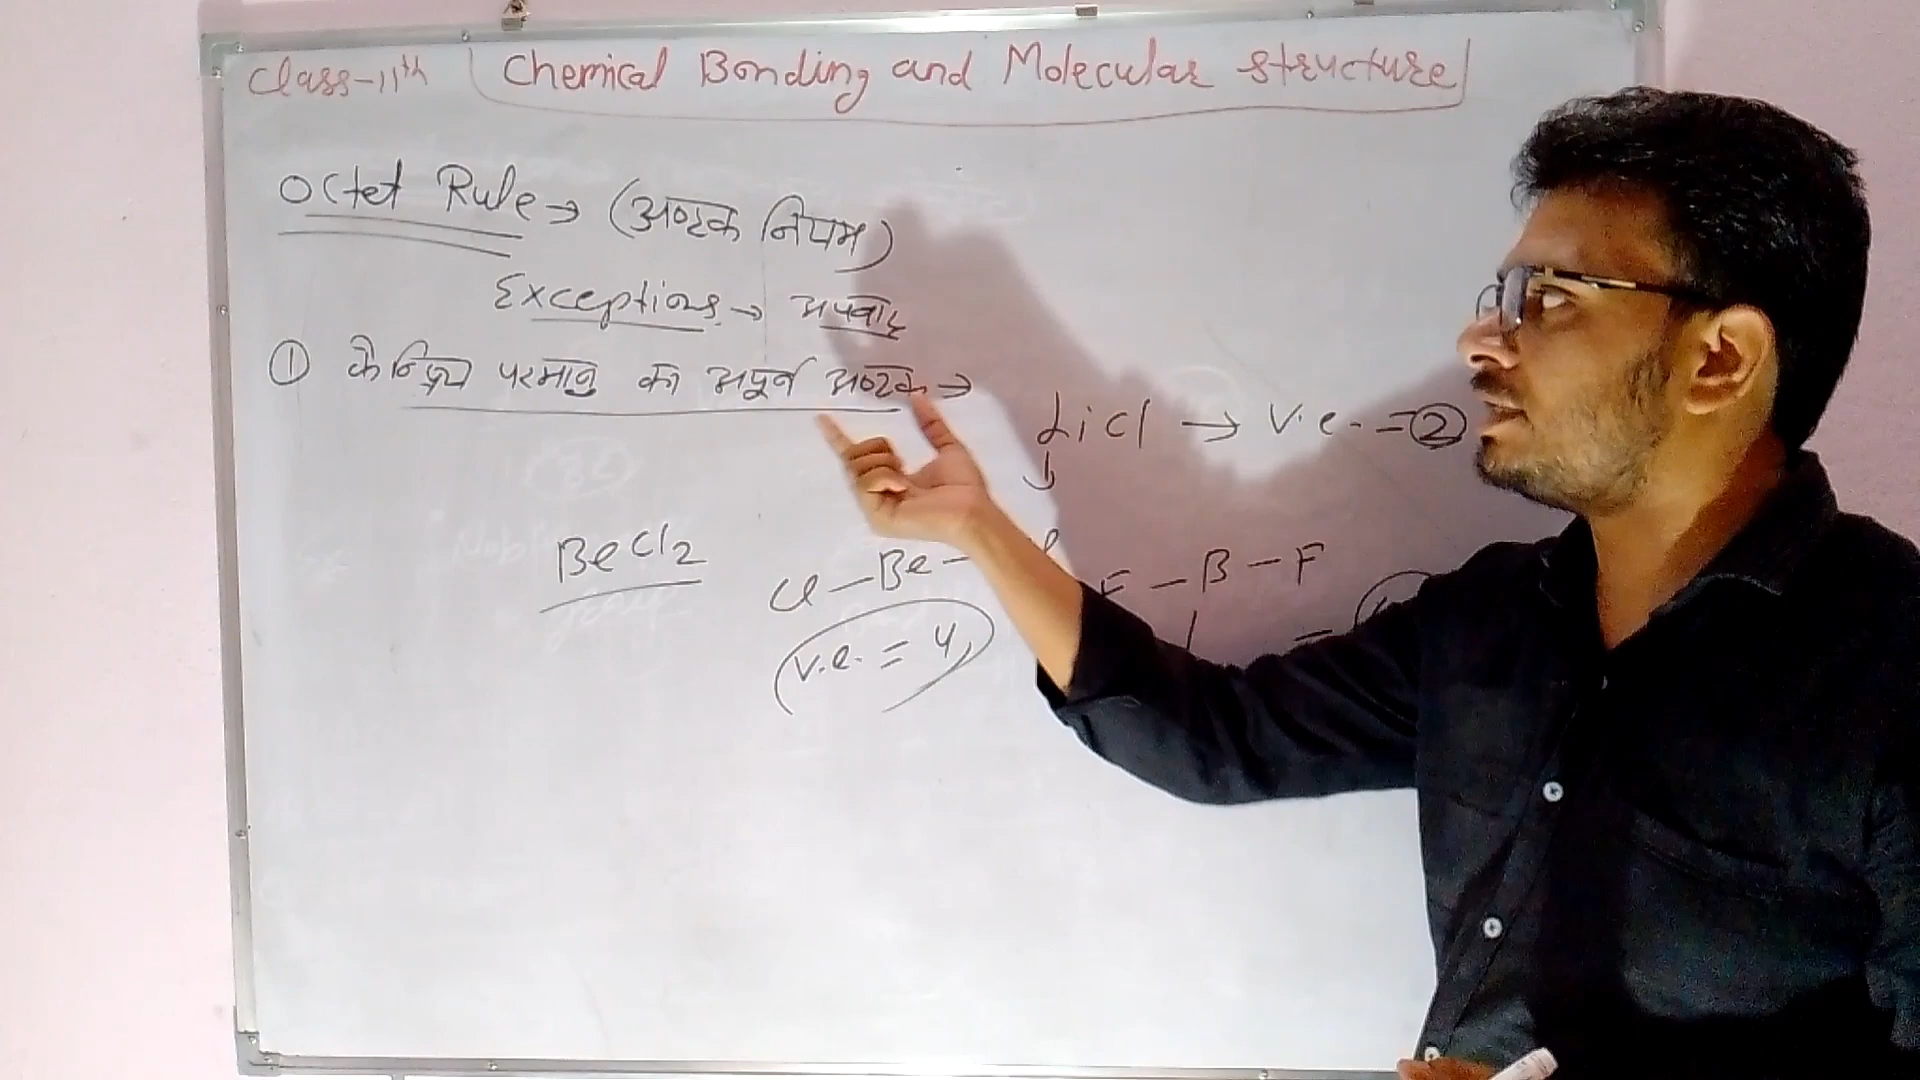 Class-11th Chemical Bonding and Molecular Structure
Octet Rule → (अष्टक नियम)
Exceptions → अपवाद
① केन्द्रिय परमानु का अपूर्ण अष्टक →
LiCl → V.e. = 2
BeCl2
Cl - Be -
F - B - F
V.e. = 4